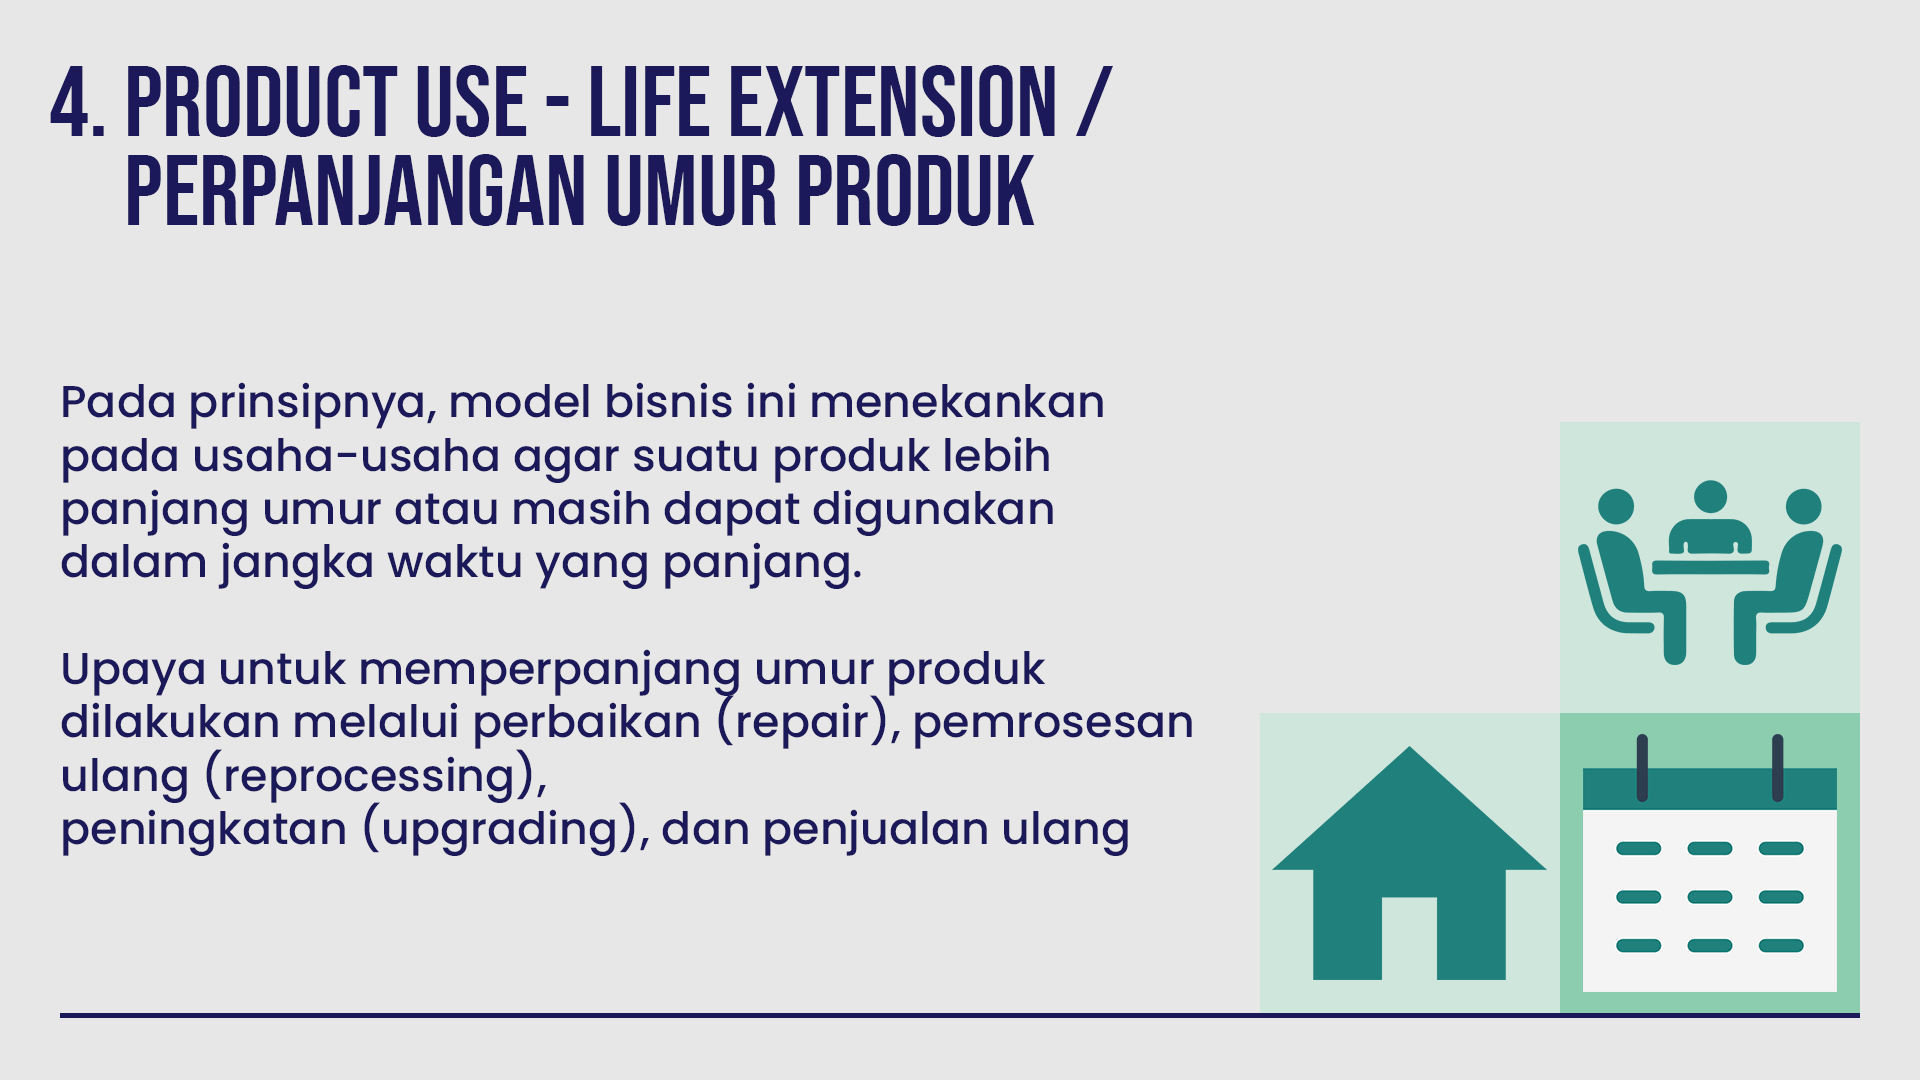 4. PRODUCT USE - LIFE EXTENSION /
PERPANJANGAN UMUR PRODUK
Pada prinsipnya, model bisnis ini menekankan
pada usaha-usaha agar suatu produk lebih
panjang umur atau masih dapat digunakan
dalam jangka waktu yang panjang.
Upaya untuk memperpanjang umur produk
dilakukan melalui perbaikan (repair), pemrosesan
ulang (reprocessing),
peningkatan (upgrading), dan penjualan ulang